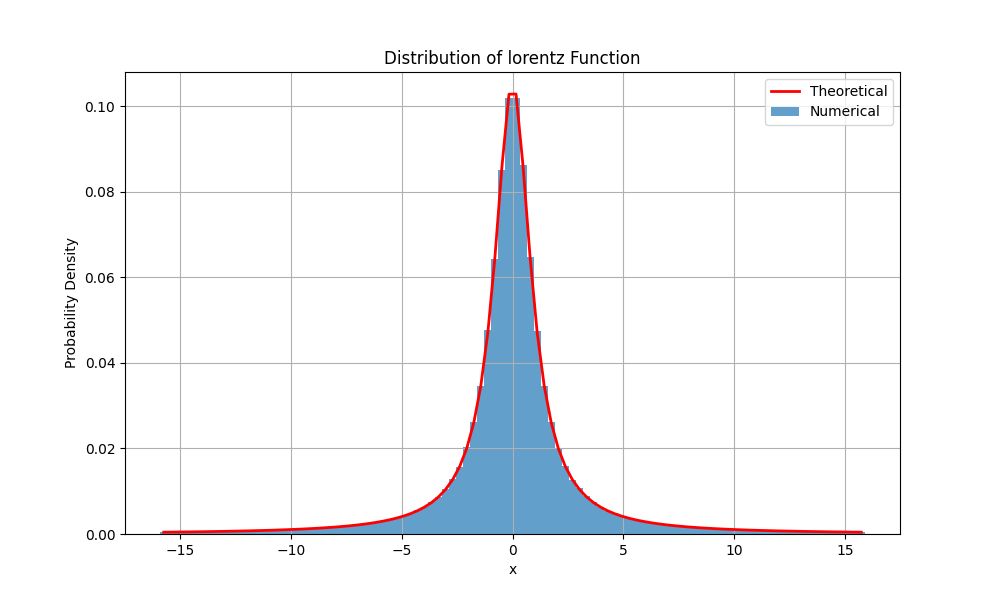 Distribution of lorentz Function
Theoretical
Numerical
Probability Density
0.10
0.08
0.06
0.04
0.02
0.00
−15
−10
−5
0
5
10
15
x